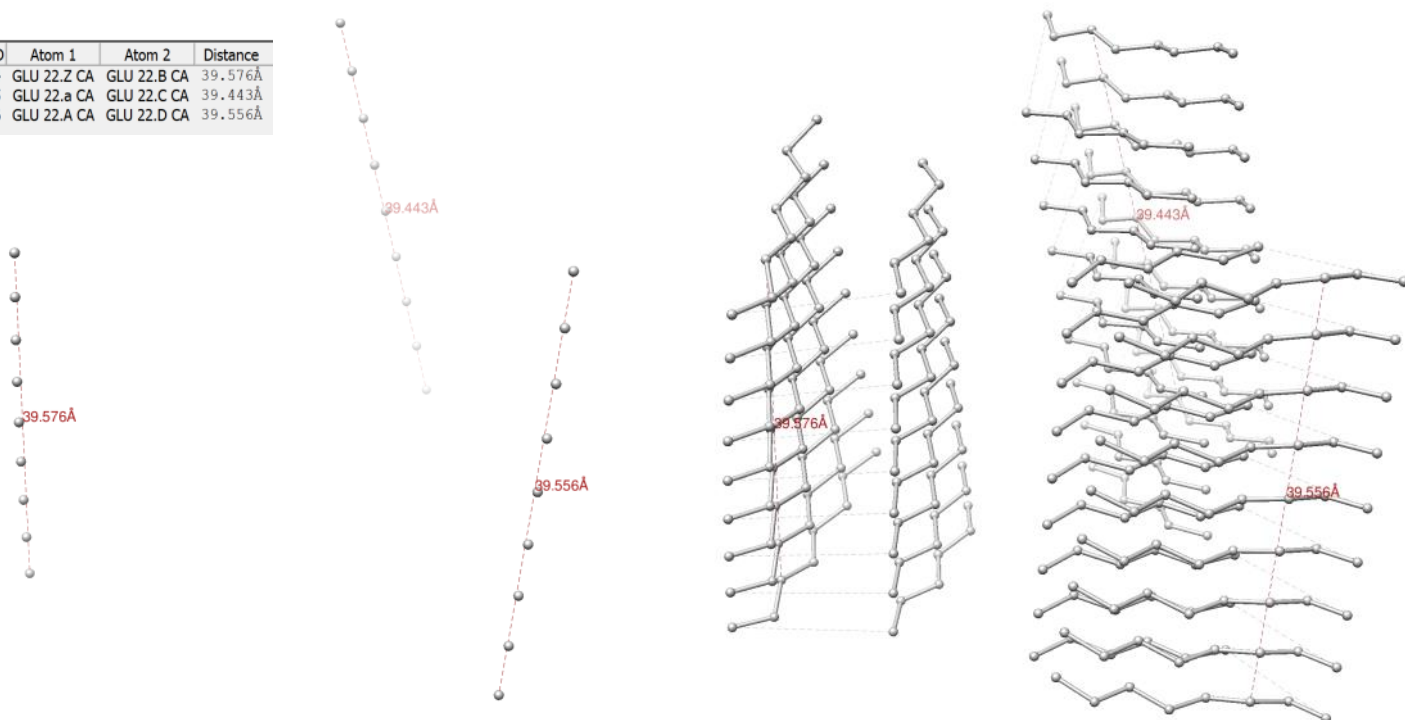 Atom 1 Atom 2 Distance
GLU 22.Z CA GLU 22.B CA 39.576Å
GLU 22.a CA GLU 22.C CA 39.443Å
GLU 22.A CA GLU 22.D CA 39.556Å
39.443Å
39.443Å
39.576Å
39.576Å
39.556Å
39.556Å